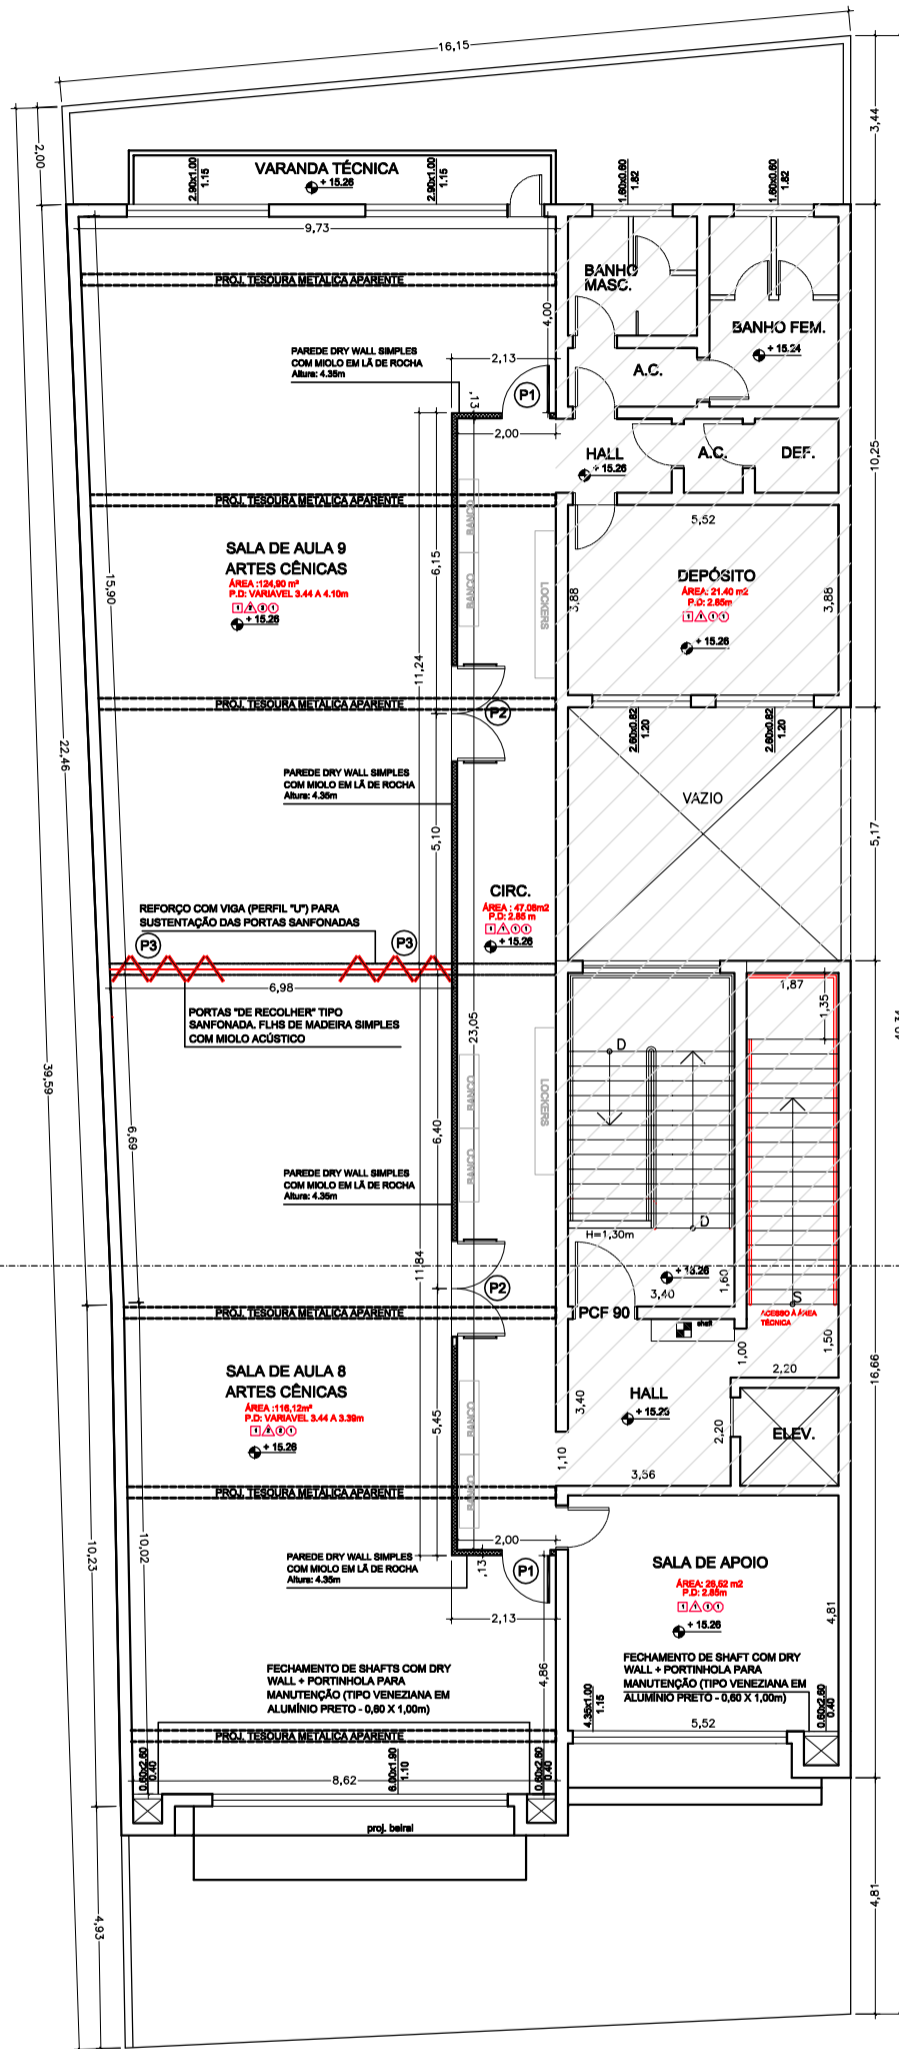 16,15
3,44
2,00
VARANDA TÉCNICA
+ 15.26
2.90x1.00
1.15
2.90x1.00
1.15
1.60x0.60
1.82
1.60x0.60
1.82
9,73
PROJ. TESOURA METÁLICA APARENTE
BANHO
MASC.
BANHO FEM.
+ 15.24
4,00
PAREDE DRY WALL SIMPLES
COM MIOLO EM LÃ DE ROCHA
Altura: 4.35m
2,13
P1
,13
2,00
A.C.
HALL
+ 15.26
A.C.
DEF.
10,25
PROJ. TESOURA METÁLICA APARENTE
5,52
BANCO
BANCO
LOCKERS
SALA DE AULA 9
ARTES CÊNICAS
ÁREA :124,90 m²
P.D: VARIAVEL 3.44 A 4.10m
+ 15.26
15,90
6,15
11,24
3,88
DEPÓSITO
ÁREA: 21.40 m2
P.D: 2.85m
+ 15.26
3,88
PROJ. TESOURA METÁLICA APARENTE
P2
2.60x0.82
1.20
2.60x0.82
1.20
22,46
PAREDE DRY WALL SIMPLES
COM MIOLO EM LÃ DE ROCHA
Altura: 4.35m
5,10
VAZIO
5,17
CIRC.
ÁREA : 47.08m2
P.D: 2.85 m
+ 15.26
REFORÇO COM VIGA (PERFIL "U") PARA
SUSTENTAÇÃO DAS PORTAS SANFONADAS
P3
P3
6,98
PORTAS "DE RECOLHER" TIPO
SANFONADA. FLHS DE MADEIRA SIMPLES
COM MIOLO ACÚSTICO
23,05
1,87
1,35
D
39,59
6,69
BANCO
BANCO
LOCKERS
6,40
PAREDE DRY WALL SIMPLES
COM MIOLO EM LÃ DE ROCHA
Altura: 4.35m
D
H=1,30m
11,84
1,60
3,40
P2
PCF 90
shaft
S
ACESSO À ÁREA
TÉCNICA
PROJ. TESOURA METÁLICA APARENTE
1,00
1,50
2,20
16,66
SALA DE AULA 8
ARTES CÊNICAS
ÁREA :116,12m²
P.D: VARIAVEL 3.44 A 3.39m
+ 15.26
5,45
BANCO
BANCO
3,40
HALL
2,20
ELEV.
1,10
3,56
PROJ. TESOURA METÁLICA APARENTE
10,23
10,02
2,00
PAREDE DRY WALL SIMPLES
COM MIOLO EM LÃ DE ROCHA
Altura: 4.35m
,13
P1
2,13
SALA DE APOIO
ÁREA: 26,52 m2
P.D: 2.85m
+ 15.26
4,81
FECHAMENTO DE SHAFTS COM DRY
WALL + PORTINHOLA PARA
MANUTENÇÃO (TIPO VENEZIANA EM
ALUMÍNIO PRETO - 0,60 X 1,00m)
4,86
FECHAMENTO DE SHAFT COM DRY
WALL + PORTINHOLA PARA
MANUTENÇÃO (TIPO VENEZIANA EM
ALUMÍNIO PRETO - 0,60 X 1,00m)
4.35x1.00
1.15
5,52
0.60x2.60
0.40
PROJ. TESOURA METÁLICA APARENTE
0.60x2.60
0.40
8,62
6.00x1.90
1.10
0.60x2.60
0.40
proj. beiral
4,93
4,81